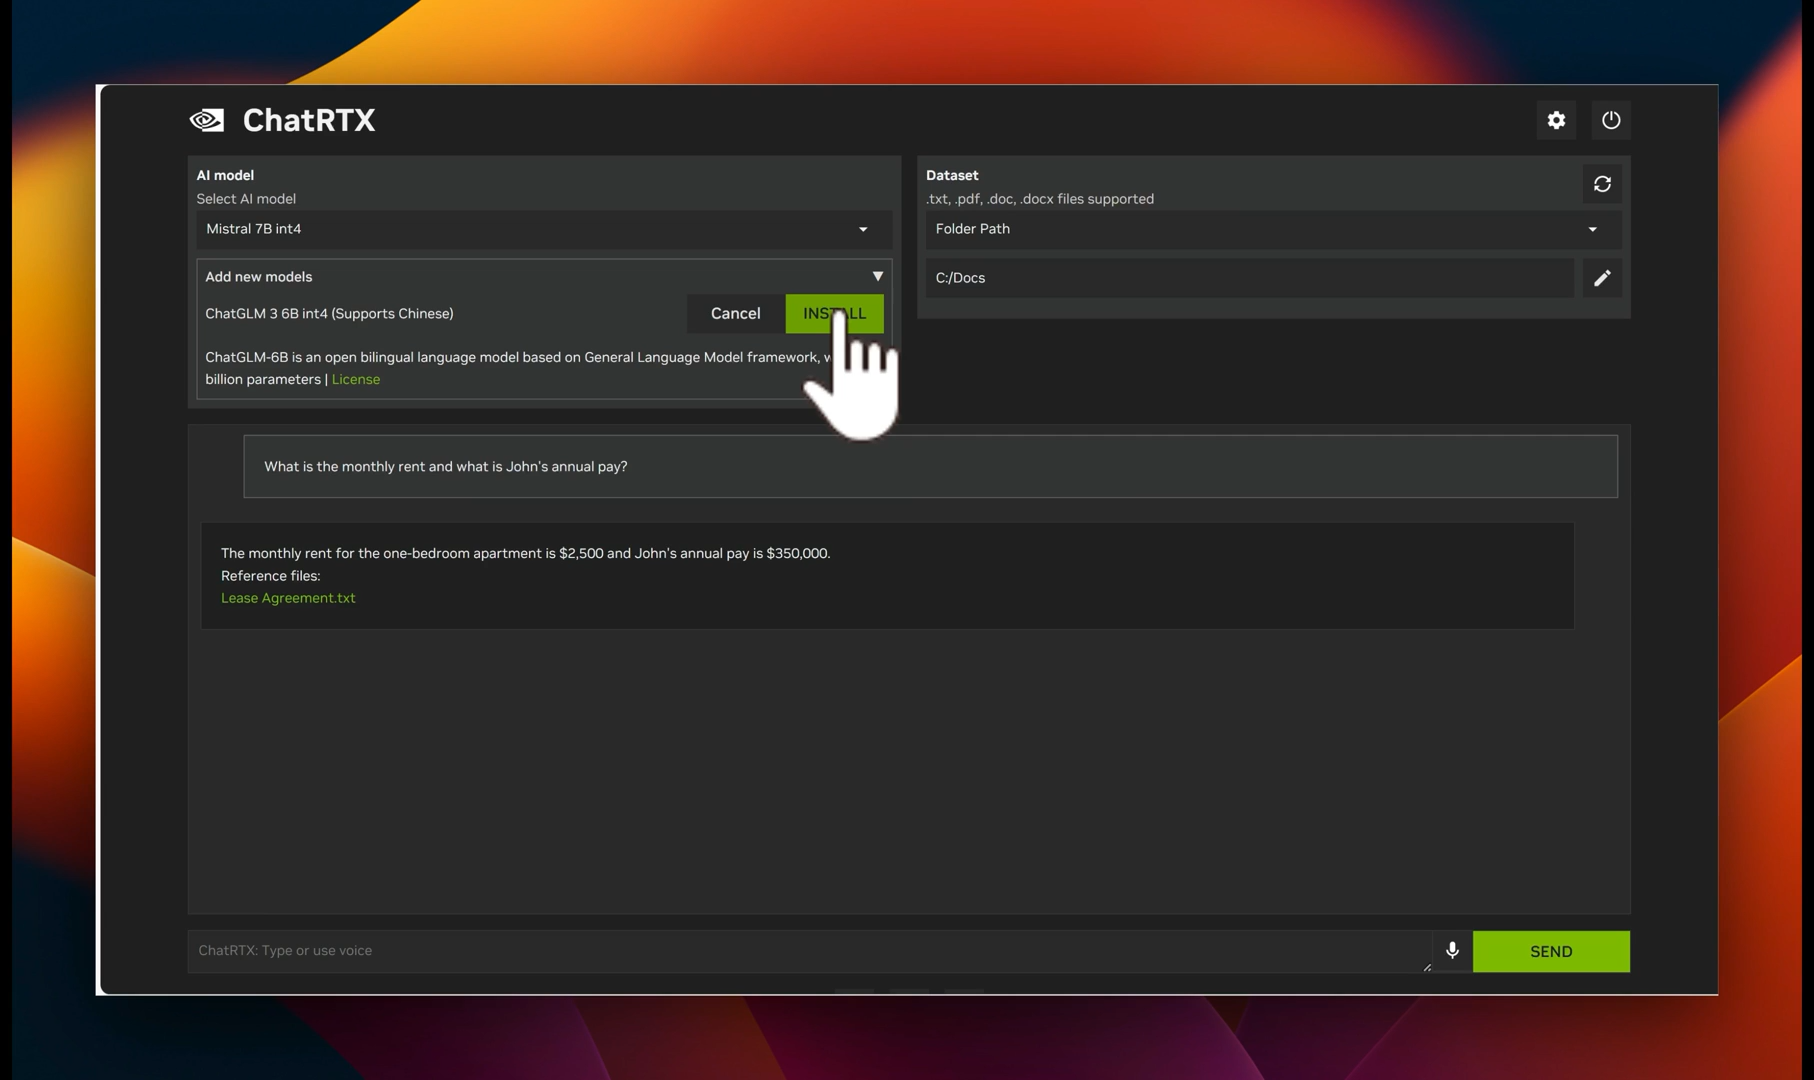 ChatRTX
AI model
Select AI model
Mistral 7B int4
Add new models
ChatGLM 3 6B int4 (Supports Chinese)
Cancel
INSTALL
ChatGLM-6B is an open bilingual language model based on General Language Model framework,
billion parameters | License
Dataset
.txt, .pdf, .doc, .docx files supported
Folder Path
C:/Docs
What is the monthly rent and what is John's annual pay?
The monthly rent for the one-bedroom apartment is $2,500 and John's annual pay is $350,000.
Reference files:
Lease Agreement.txt
ChatRTX: Type or use voice
SEND